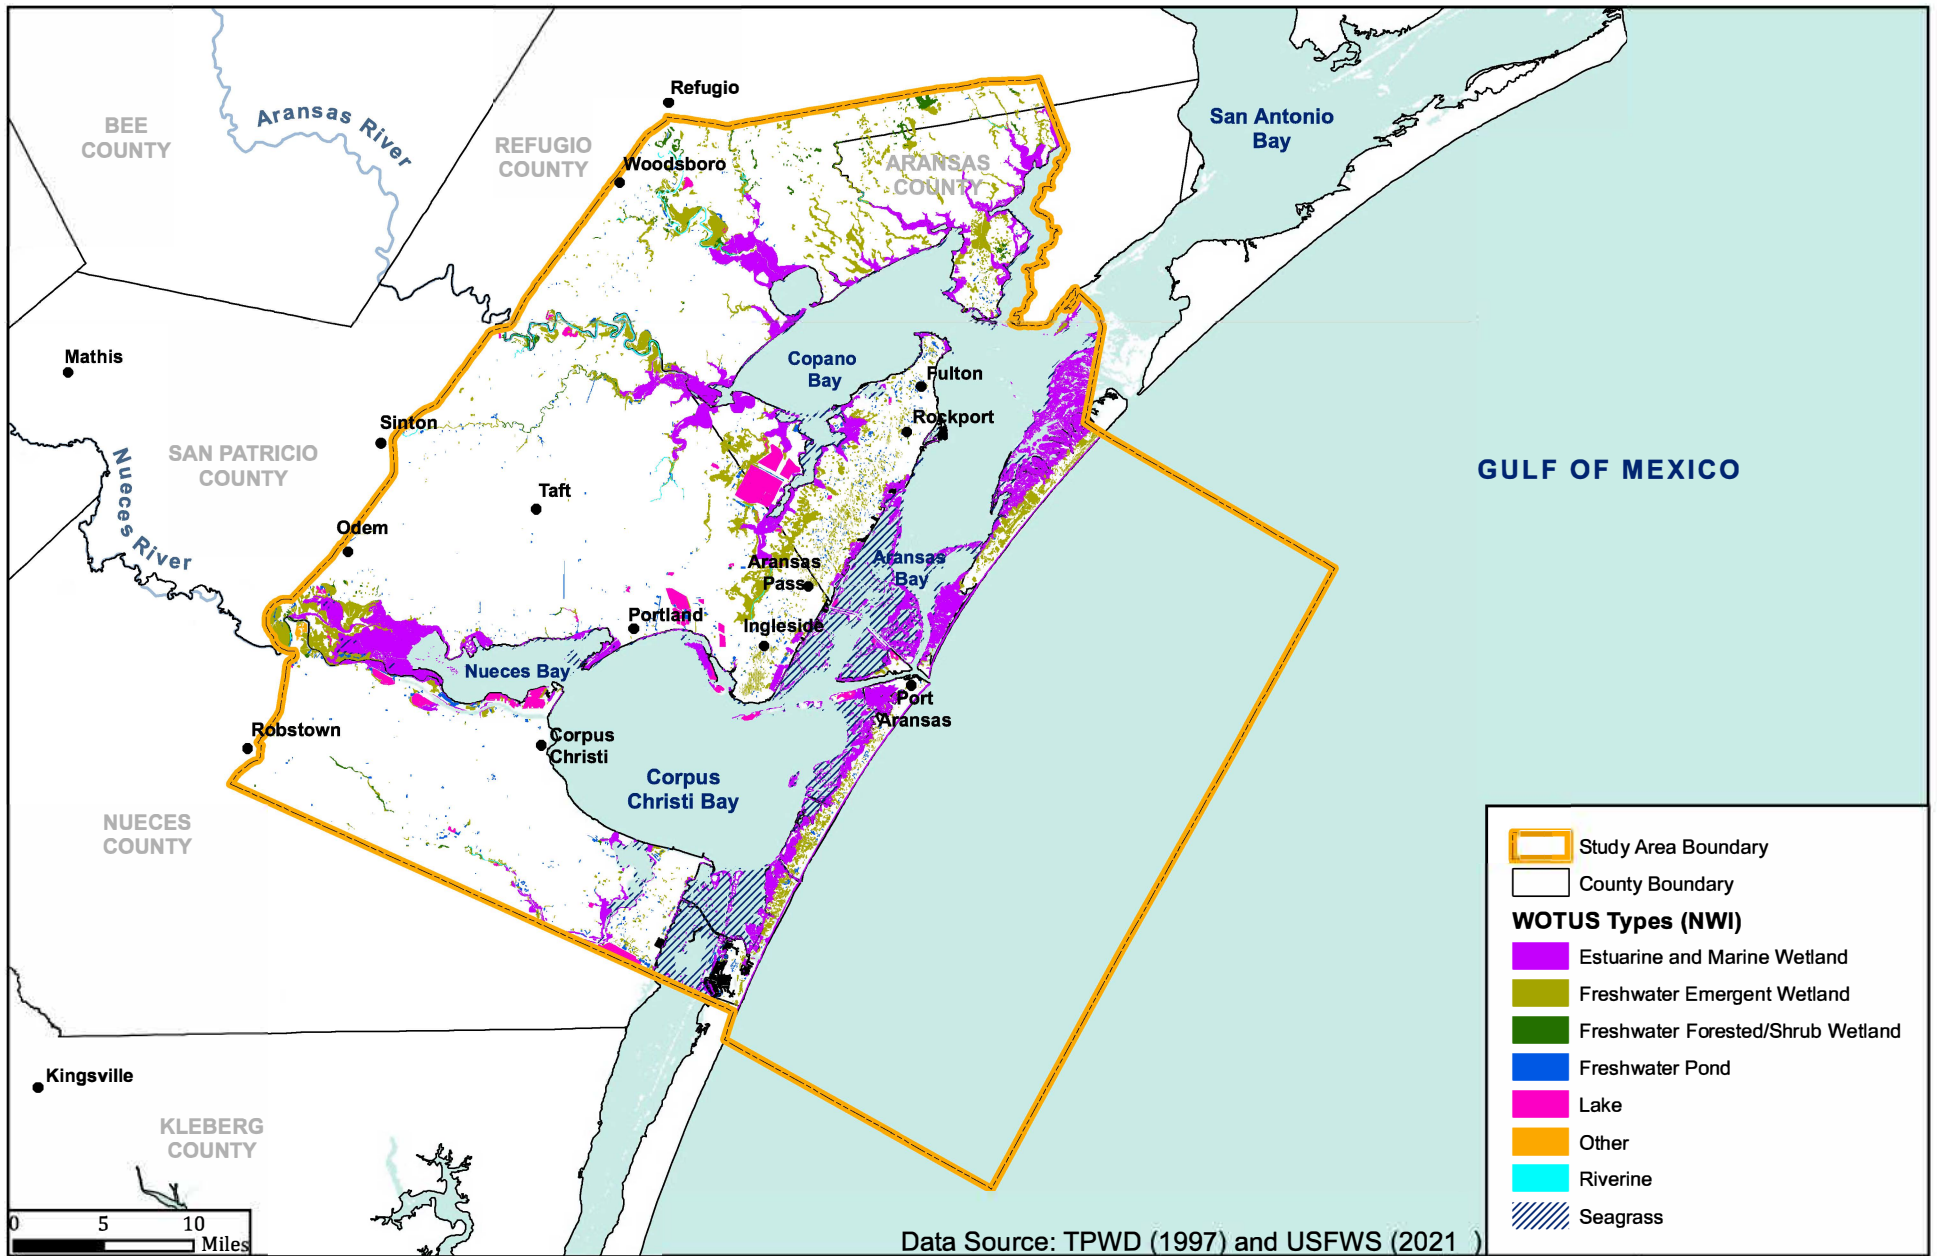 Refugio
BEE
COUNTY
Aransas River
REFUGIO
COUNTY
San Antonio
Bay
Woodsboro
ARANSAS
COUNTY
Mathis
Copano
Bay
Fulton
Rockport
Sinton
SAN PATRICIO
COUNTY
GULF OF MEXICO
Nueces River
Taft
Odem
Aransas
Pass
Aransas
Bay
Portland
Ingleside
Nueces Bay
Port
Aransas
Robstown
Corpus
Christi
Corpus
Christi Bay
NUECES
COUNTY
Kingsville
KLEBERG
COUNTY
Study Area Boundary
County Boundary
WOTUS Types (NWI)
Estuarine and Marine Wetland
Freshwater Emergent Wetland
Freshwater Forested/Shrub Wetland
Freshwater Pond
Lake
Other
Riverine
Seagrass
0 5 10
Miles
Data Source: TPWD (1997) and USFWS (2021 )